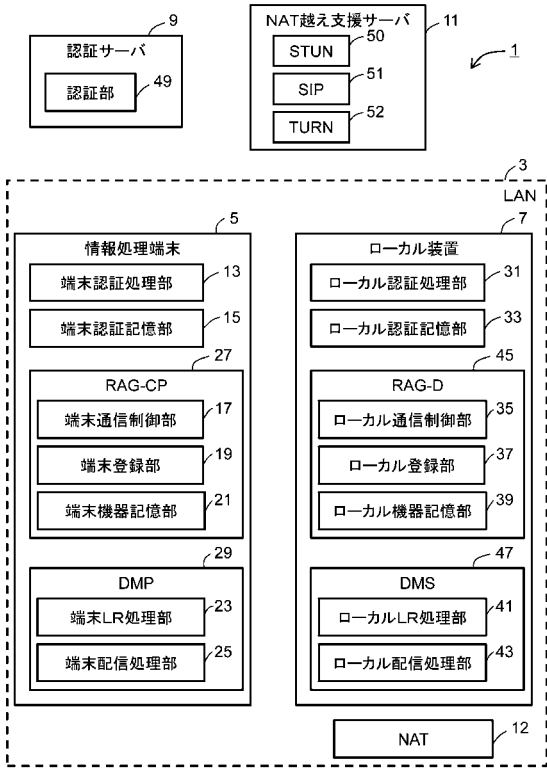 9
認証サーバ
認証部
49
NAT越え支援サーバ
11
STUN
50
SIP
51
TURN
52
1
3
LAN
5
情報処理端末
端末認証処理部
13
端末認証記憶部
15
27
RAG-CP
端末通信制御部
17
端末登録部
19
端末機器記憶部
21
29
DMP
端末LR処理部
23
端末配信処理部
25
7
ローカル装置
ローカル認証処理部
31
ローカル認証記憶部
33
45
RAG-D
ローカル通信制御部
35
ローカル登録部
37
ローカル機器記憶部
39
47
DMS
ローカルLR処理部
41
ローカル配信処理部
43
NAT
12